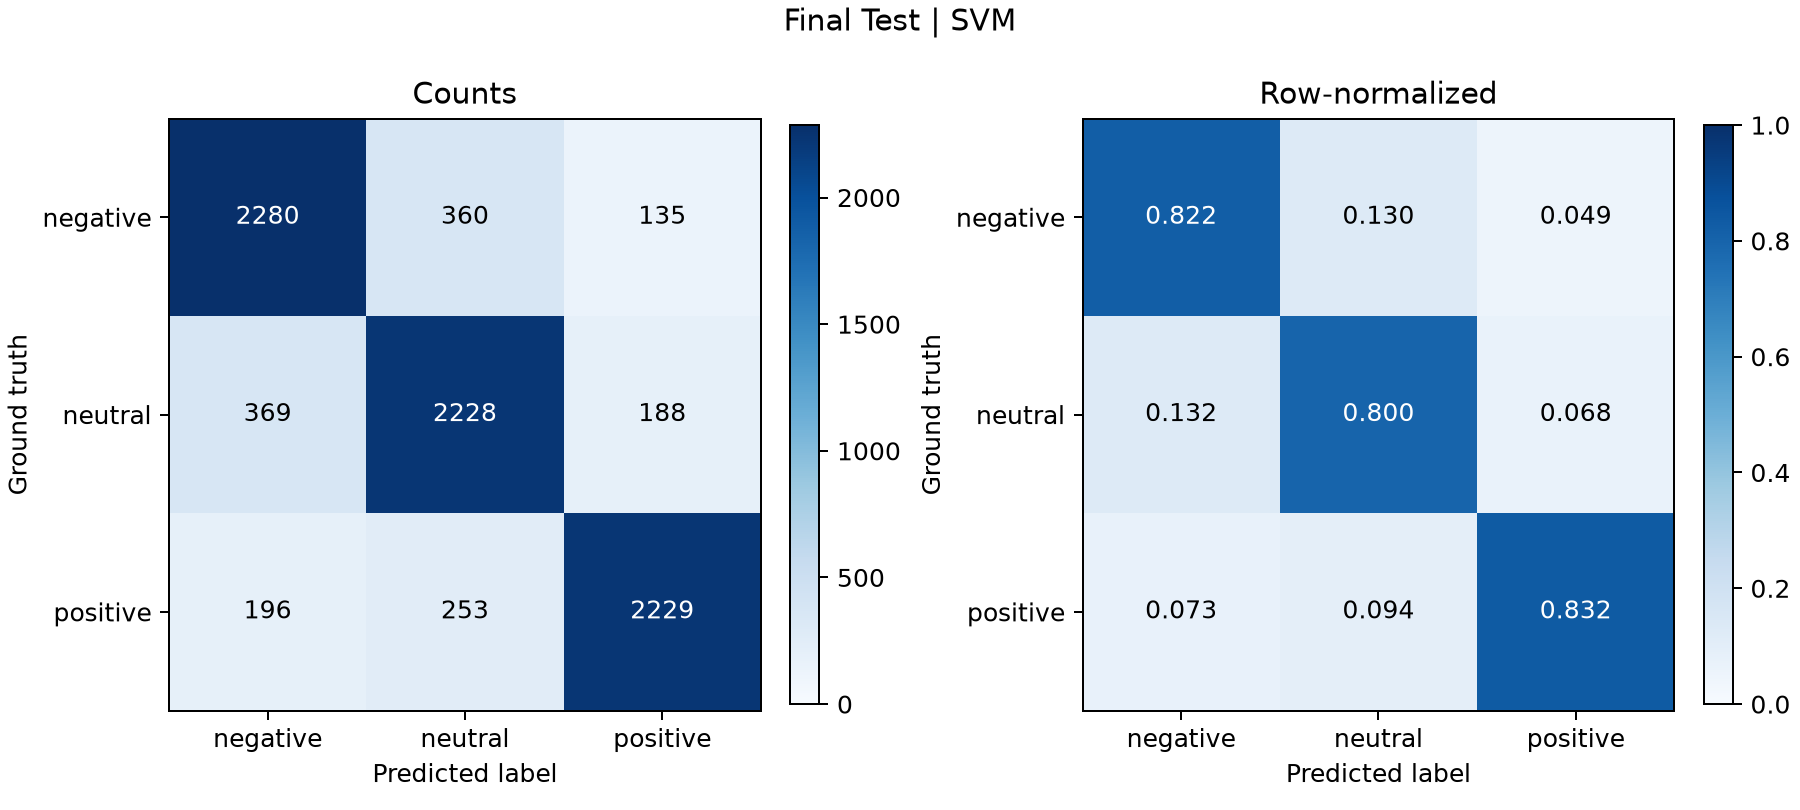 Final Test | SVM
Counts
negative 2280 360 135
neutral 369 2228 188
positive 196 253 2229
negative neutral positive
Predicted label
Ground truth
2000
1500
1000
500
0
Row-normalized
negative 0.822 0.130 0.049
neutral 0.132 0.800 0.068
positive 0.073 0.094 0.832
negative neutral positive
Predicted label
Ground truth
1.0
0.8
0.6
0.4
0.2
0.0